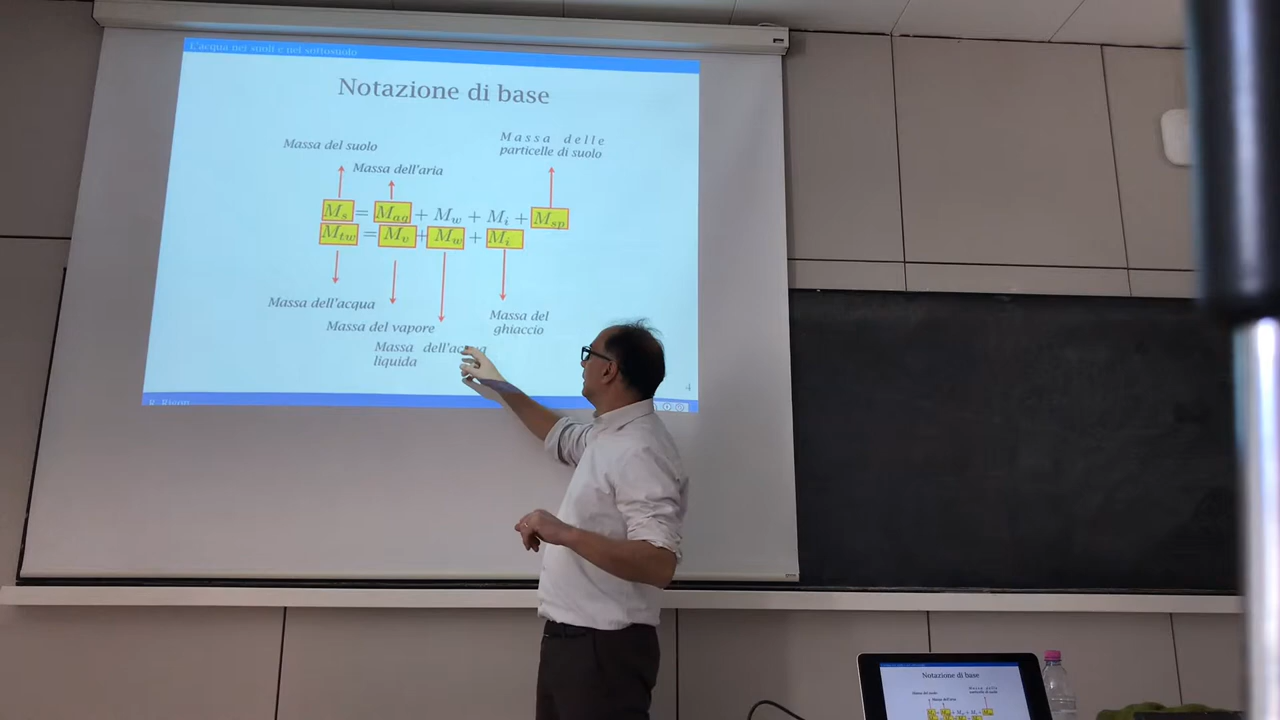 L'acqua nei suoli e nel sottosuolo
Notazione di base
Massa del suolo
Massa delle
particelle di suolo
Massa dell'aria
M_s = M_ag + M_w + M_i + M_sp
M_tw = M_v + M_w + M_i
Massa dell'acqua
Massa del vapore
Massa del
ghiaccio
Massa dell'acqua
liquida
4
Notazione di base